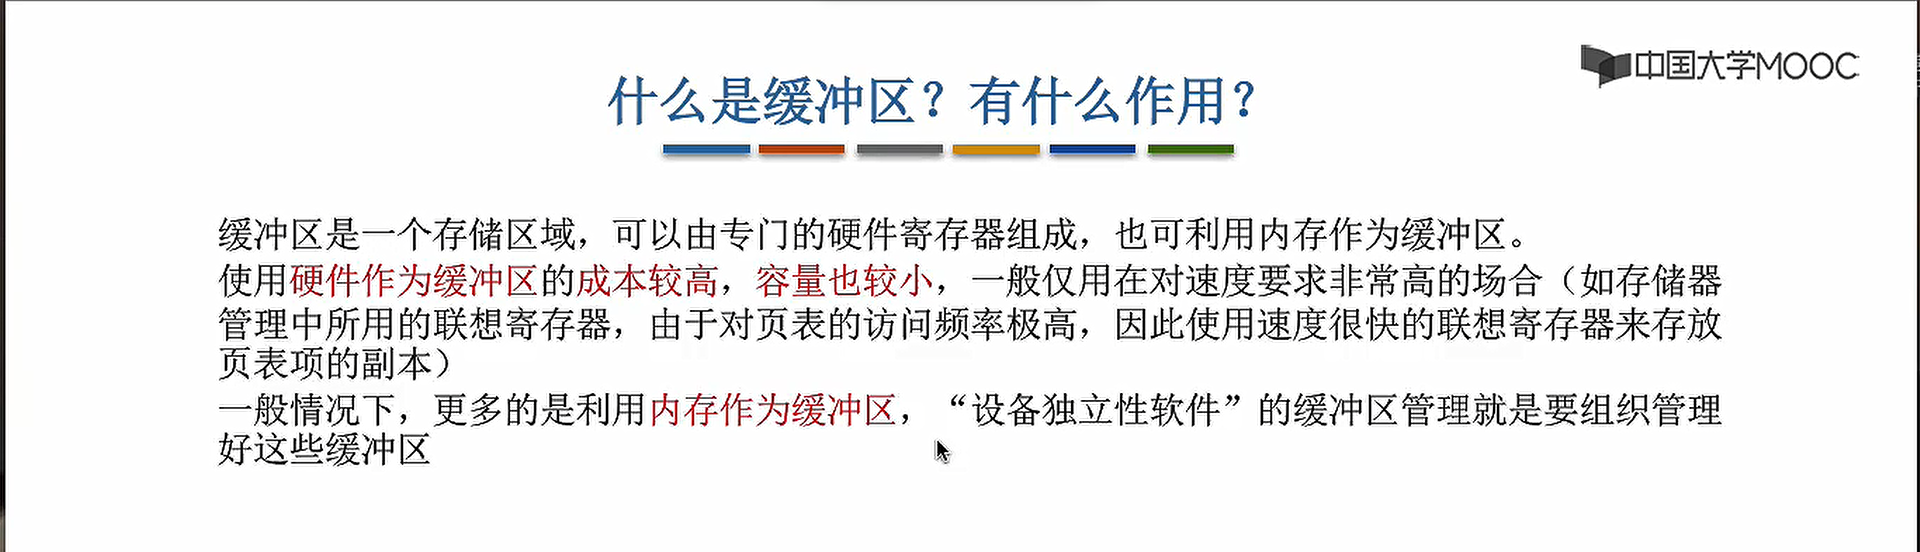 中国大学MOOC
什么是缓冲区？有什么作用？
缓冲区是一个存储区域，可以由专门的硬件寄存器组成，也可利用内存作为缓冲区。
使用硬件作为缓冲区的成本较高，容量也较小，一般仅用在对速度要求非常高的场合（如存储器
管理中所用的联想寄存器，由于对页表的访问频率极高，因此使用速度很快的联想寄存器来存放
页表项的副本）
一般情况下，更多的是利用内存作为缓冲区，“设备独立性软件”的缓冲区管理就是要组织管理
好这些缓冲区